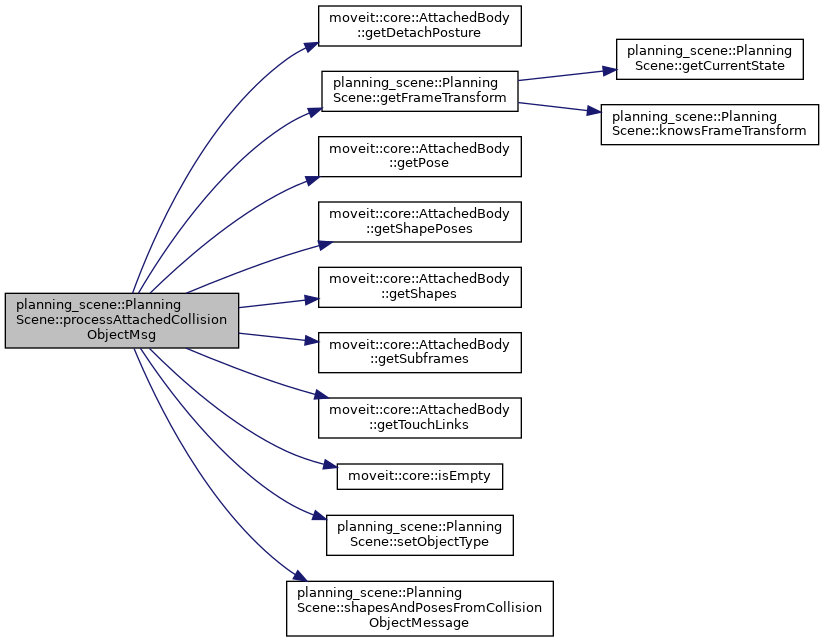 planning_scene::Planning
Scene::processAttachedCollision
ObjectMsg
moveit::core::AttachedBody
::getDetachPosture
planning_scene::Planning
Scene::getFrameTransform
planning_scene::Planning
Scene::getCurrentState
planning_scene::Planning
Scene::knowsFrameTransform
moveit::core::AttachedBody
::getPose
moveit::core::AttachedBody
::getShapePoses
moveit::core::AttachedBody
::getShapes
moveit::core::AttachedBody
::getSubframes
moveit::core::AttachedBody
::getTouchLinks
moveit::core::isEmpty
planning_scene::Planning
Scene::setObjectType
planning_scene::Planning
Scene::shapesAndPosesFromCollision
ObjectMessage